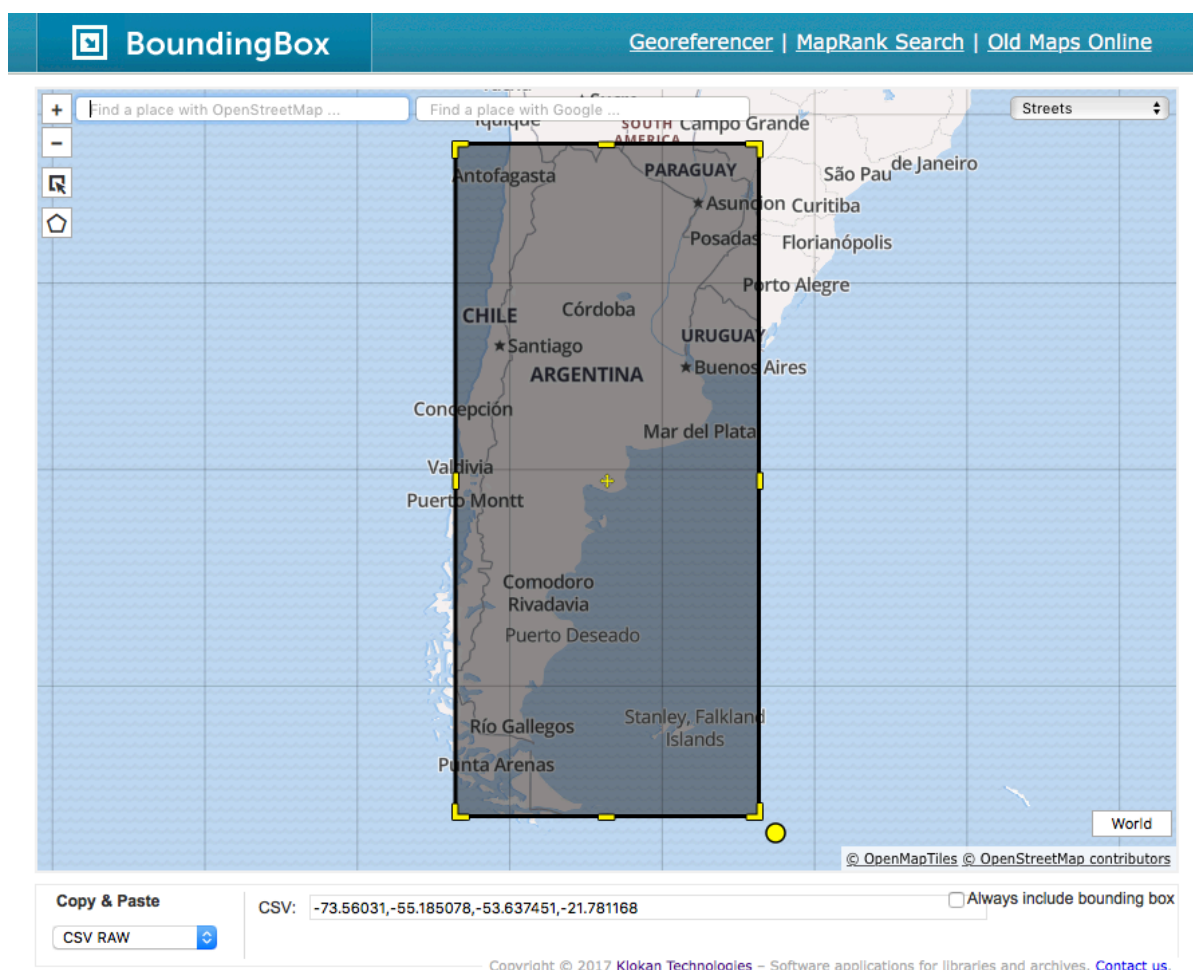 BoundingBox
Georeferencer | MapRank Search | Old Maps Online
+
Find a place with OpenStreetMap ...
Find a place with Google ...
Streets
−
Iquique
SOUTH
AMERICA
Campo Grande
Antofagasta
PARAGUAY
São Pau
de Janeiro
Asuncion
Curitiba
Posadas
Florianópolis
Porto Alegre
Córdoba
CHILE
URUGUAY
Santiago
ARGENTINA
Buenos Aires
Concepción
Mar del Plata
Valdivia
Puerto Montt
Comodoro
Rivadavia
Puerto Deseado
Stanley, Falkland
Islands
Río Gallegos
Punta Arenas
World
© OpenMapTiles © OpenStreetMap contributors
Copy & Paste
CSV RAW
CSV: -73.56031,-55.185078,-53.637451,-21.781168
Always include bounding box
Copyright © 2017 Klokan Technologies – Software applications for libraries and archives. Contact us.